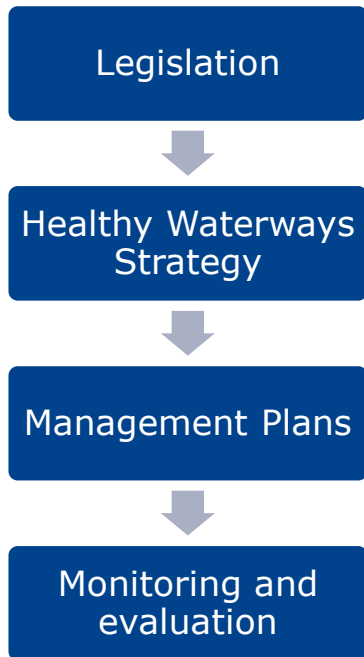 Legislation
Healthy Waterways
Strategy
Management Plans
Monitoring and
evaluation